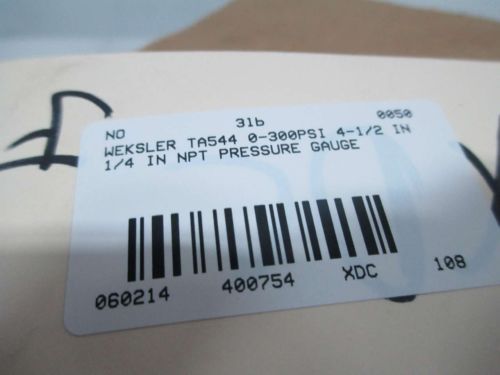 NO 31b 0050
WEKSLER TA544 0-300PSI 4-1/2 IN
1/4 IN NPT PRESSURE GAUGE
060214 400754 XDC 108